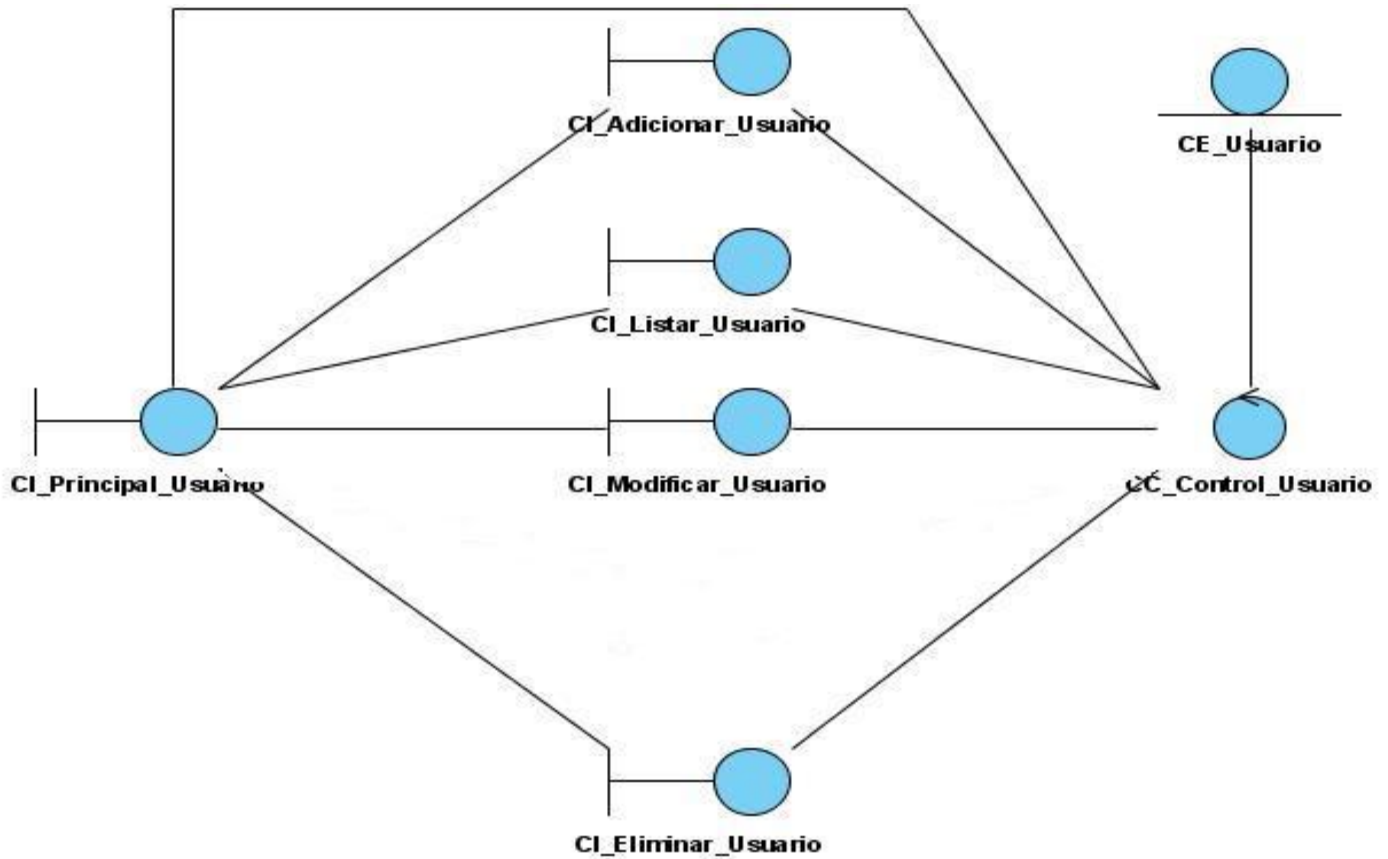 CI_Adicionar_Usuario
CE_Usuario
CI_Listar_Usuario
CI_Principal_Usuario
CI_Modificar_Usuario
CC_Control_Usuario
CI_Eliminar_Usuario